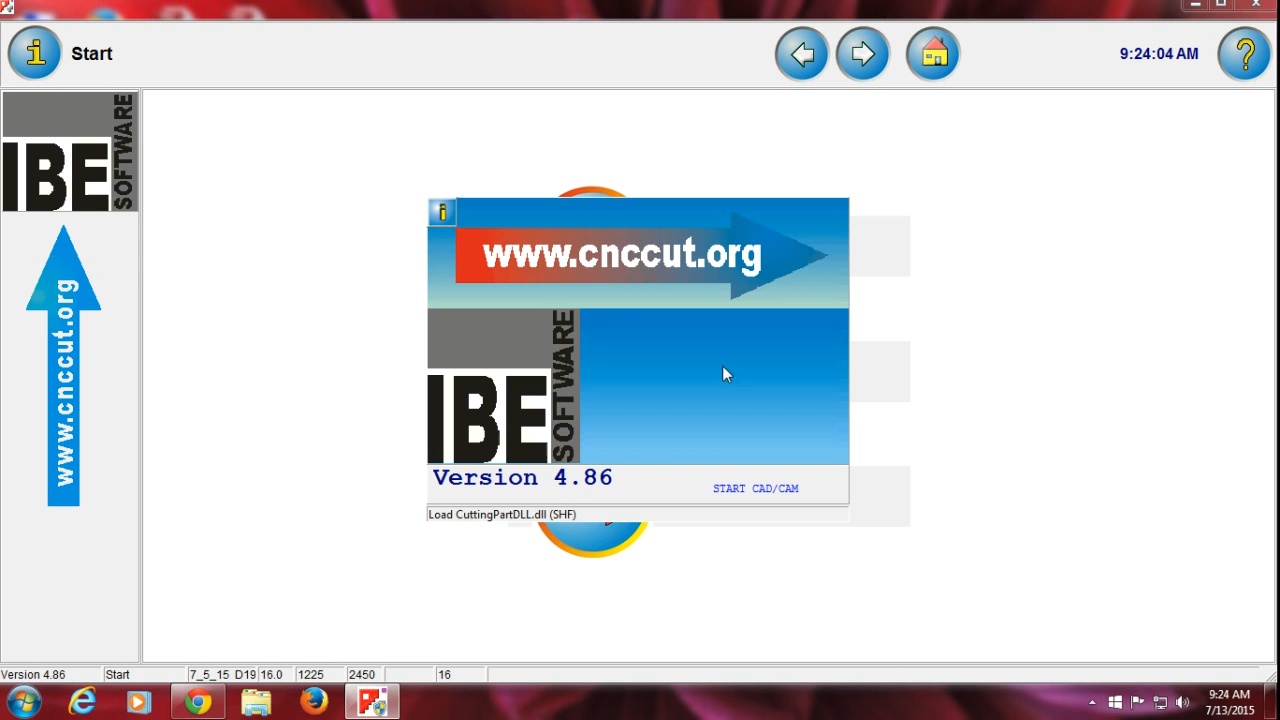 Start
9:24:04 AM
IBE
SOFTWARE
www.cnccut.org
www.cnccut.org
IBE
SOFTWARE
Version 4.86
START CAD/CAM
Load CuttingPartDLL.dll (SHF)
Version 4.86 Start 7_5_15 D19 16.0 1225 2450 16
9:24 AM
7/13/2015